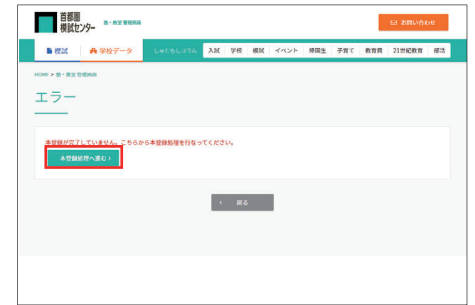 首都圏
模試センター
塾・教室 管理画面
お問い合わせ
模試
学校データ
しゅともしコラム
入試
学校
模試
イベント
帰国生
子育て
教育費
21世紀教育
部活
HOME > 塾・教室 管理画面
エラー
本登録が完了していません。こちらから本登録処理を行なってください。
本登録処理へ進む ›
‹ 戻る